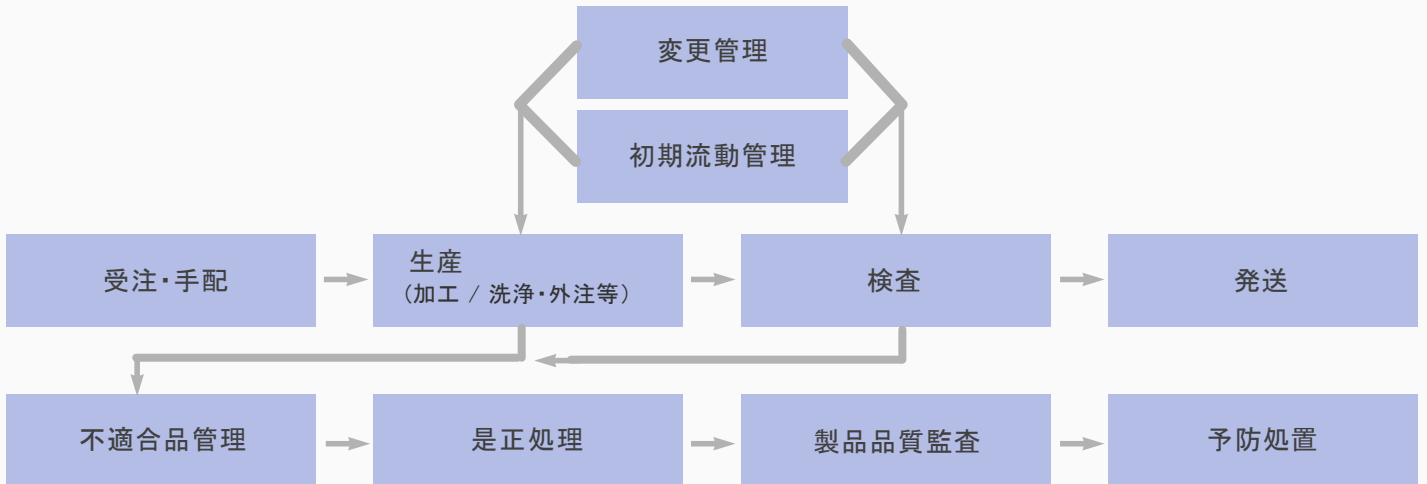 変更管理
初期流動管理
受注・手配
生産
（加工 / 洗浄・外注等）
検査
発送
不適合品管理
是正処理
製品品質監査
予防処置